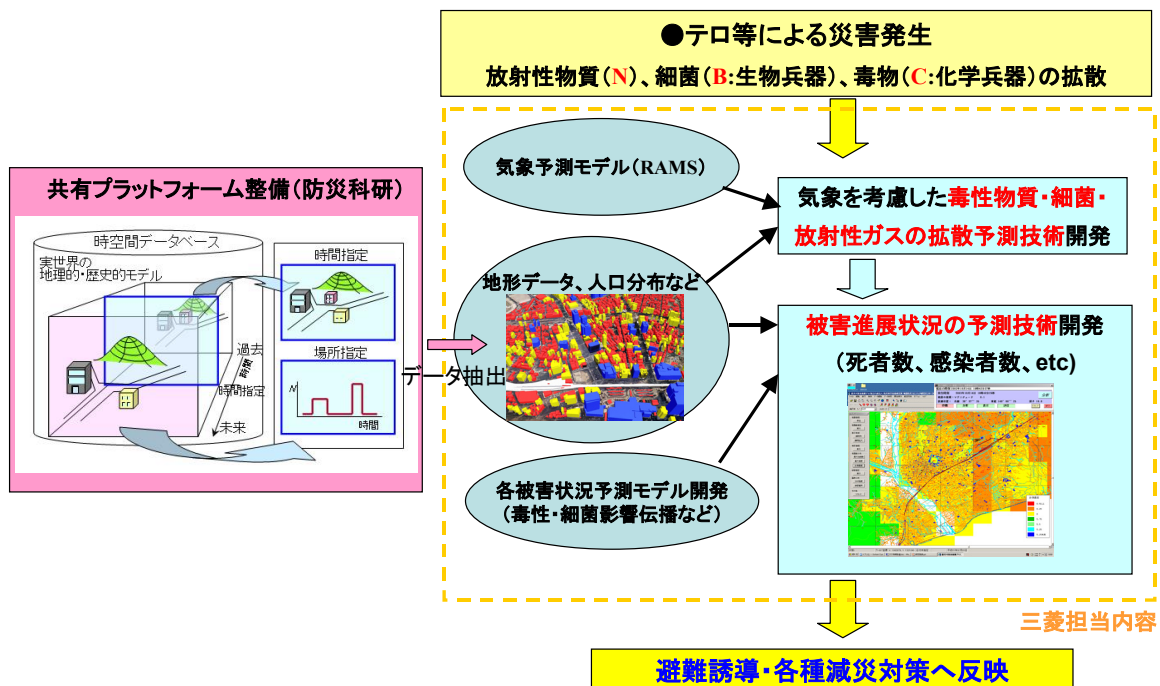 ●テロ等による災害発生
放射性物質（N）、細菌（B:生物兵器）、毒物（C:化学兵器）の拡散
共有プラットフォーム整備（防災科研）
時空間データベース
実世界の
地理的・歴史的モデル
過去
時間
時間指定
未来
時間指定
場所指定
N
時間
データ抽出
気象予測モデル（RAMS）
地形データ、人口分布など
各被害状況予測モデル開発
（毒性・細菌影響伝播など）
気象を考慮した毒性物質・細菌・
放射性ガスの拡散予測技術開発
被害進展状況の予測技術開発
（死者数、感染者数、etc)
三菱担当内容
避難誘導・各種減災対策へ反映